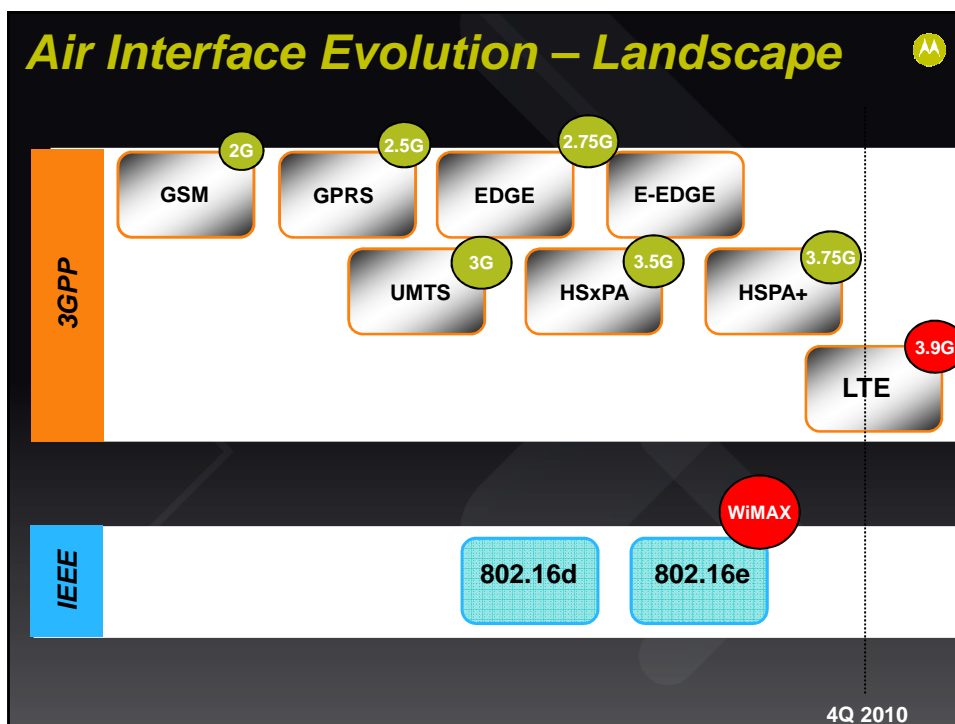 Air Interface Evolution – Landscape
3GPP
2G
2.5G
2.75G
GSM
GPRS
EDGE
E-EDGE
3G
3.5G
3.75G
UMTS
HSxPA
HSPA+
3.9G
LTE
WiMAX
IEEE
802.16d
802.16e
4Q 2010